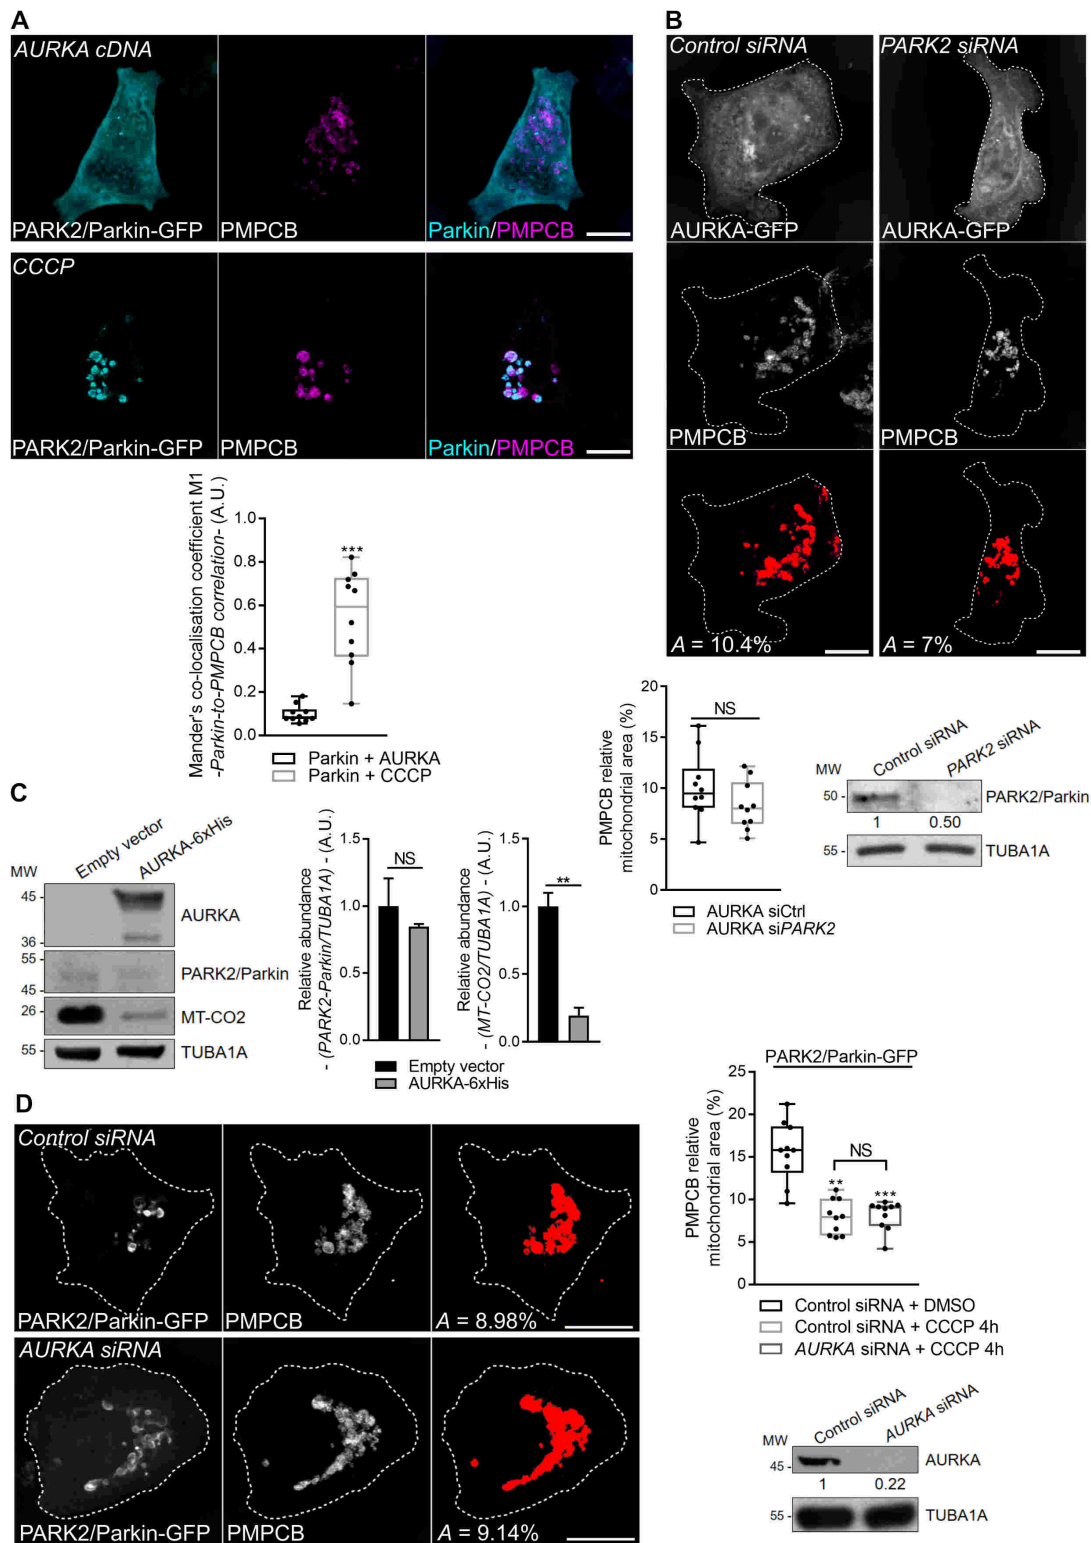 A
AURKA cDNA
PARK2/Parkin-GFP
PMPCB
Parkin/PMPCB
CCCP
PARK2/Parkin-GFP
PMPCB
Parkin/PMPCB
Mander's co-localisation coefficient M1
-Parkin-to-PMPCB correlation- (A.U.)
1.0
0.8
0.6
0.4
0.2
0.0
***
Parkin + AURKA
Parkin + CCCP
B
Control siRNA
PARK2 siRNA
AURKA-GFP
AURKA-GFP
PMPCB
PMPCB
A = 10.4%
A = 7%
PMPCB relative
mitochondrial area (%)
20
15
10
5
0
NS
AURKA siCtrl
AURKA siPARK2
MW
Control siRNA
PARK2 siRNA
50 -
PARK2/Parkin
1
0.50
55 -
TUBA1A
C
MW
Empty vector
AURKA-6xHis
45
AURKA
36
55
PARK2/Parkin
45
26
MT-CO2
55
TUBA1A
Relative abundance
- (PARK2-Parkin/TUBA1A) - (A.U.)
1.5
1.0
0.5
0.0
NS
Relative abundance
- (MT-CO2/TUBA1A) - (A.U.)
1.5
1.0
0.5
0.0
**
Empty vector
AURKA-6xHis
D
Control siRNA
PARK2/Parkin-GFP
PMPCB
A = 8.98%
AURKA siRNA
PARK2/Parkin-GFP
PMPCB
A = 9.14%
PARK2/Parkin-GFP
PMPCB relative
mitochondrial area (%)
25
20
15
10
5
0
NS
**
***
Control siRNA + DMSO
Control siRNA + CCCP 4h
AURKA siRNA + CCCP 4h
MW
Control siRNA
AURKA siRNA
45 -
AURKA
1
0.22
55 -
TUBA1A